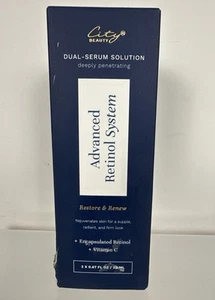 City
BEAUTY
DUAL-SERUM SOLUTION
deeply penetrating
Advanced
Retinol System
Restore & Renew
Rejuvenates skin for a supple,
radiant, and firm look
• Encapsulated Retinol
• Vitamin C